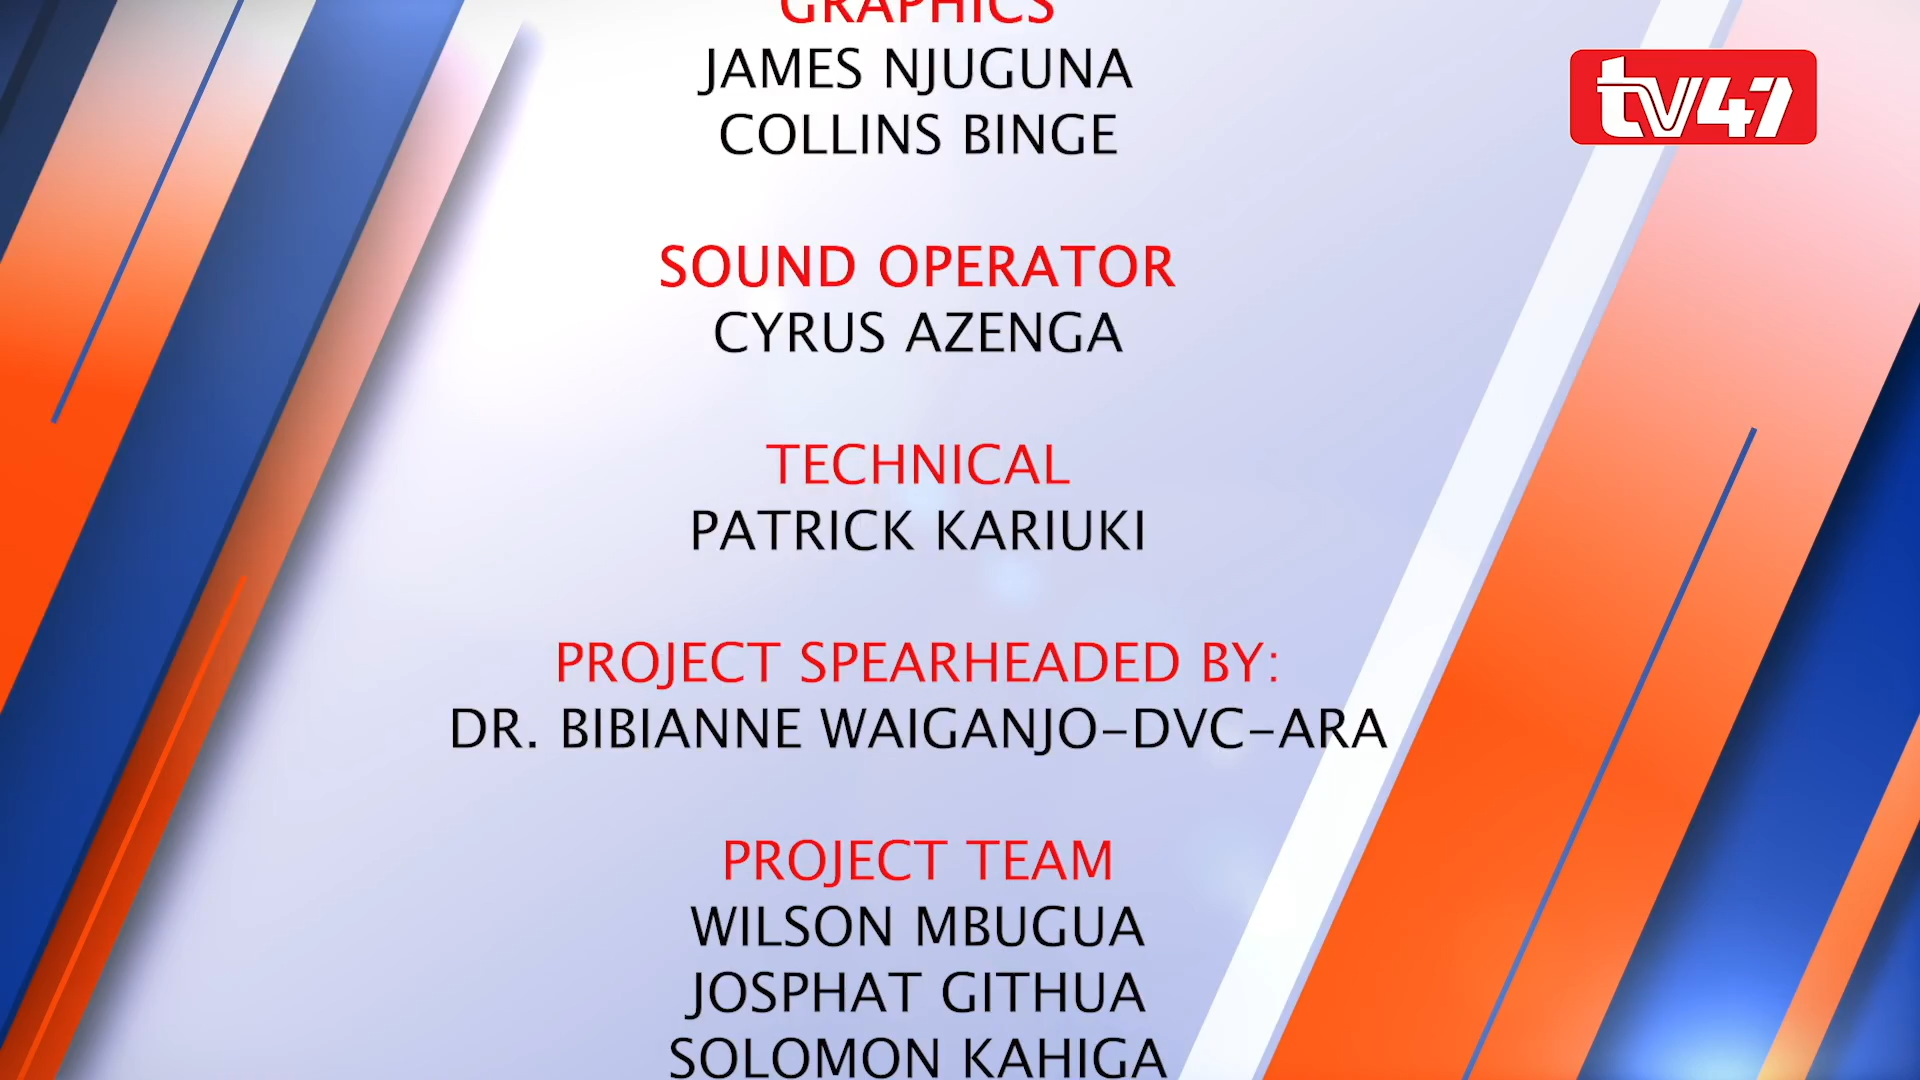 GRAPHICS
JAMES NJUGUNA
COLLINS BINGE
tv47
SOUND OPERATOR
CYRUS AZENGA
TECHNICAL
PATRICK KARIUKI
PROJECT SPEARHEADED BY:
DR. BIBIANNE WAIGANJO-DVC-ARA
PROJECT TEAM
WILSON MBUGUA
JOSPHAT GITHUA
SOLOMON KAHIGA